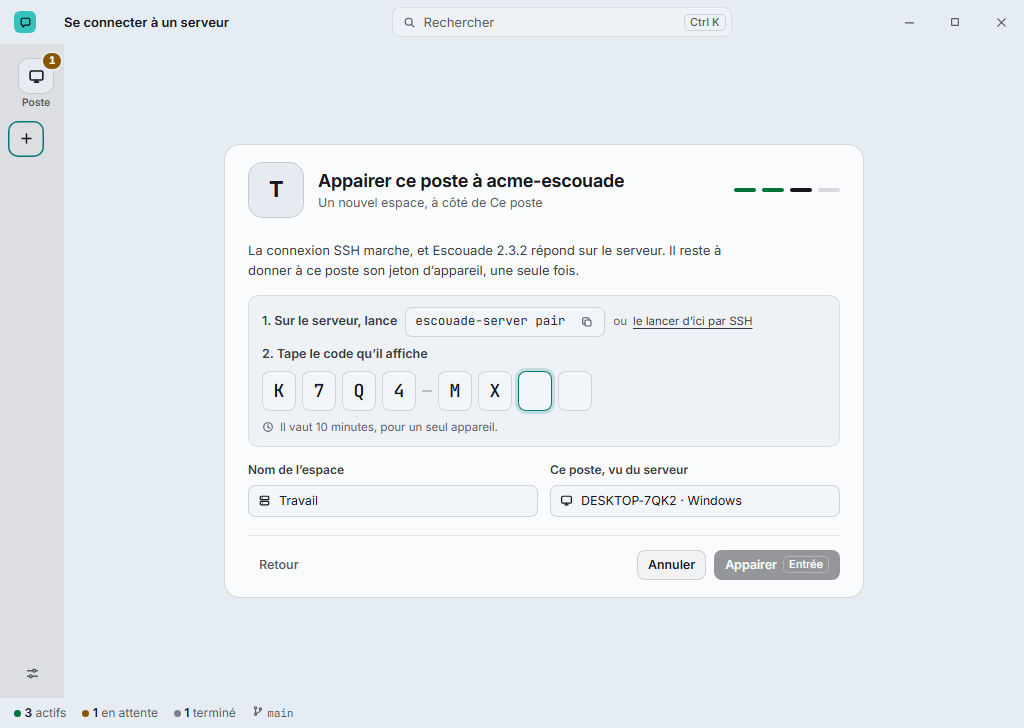 Se connecter à un serveur
Rechercher
Ctrl K
1
Poste
T
Appairer ce poste à acme-escouade
Un nouvel espace, à côté de Ce poste
La connexion SSH marche, et Escouade 2.3.2 répond sur le serveur. Il reste à
donner à ce poste son jeton d’appareil, une seule fois.
1. Sur le serveur, lance escouade-server pair ou le lancer d’ici par SSH
2. Tape le code qu’il affiche
K 7 Q 4 – M X
Il vaut 10 minutes, pour un seul appareil.
Nom de l’espace
Travail
Ce poste, vu du serveur
DESKTOP-7QK2 · Windows
Retour
Annuler
Appairer Entrée
3 actifs 1 en attente 1 terminé main